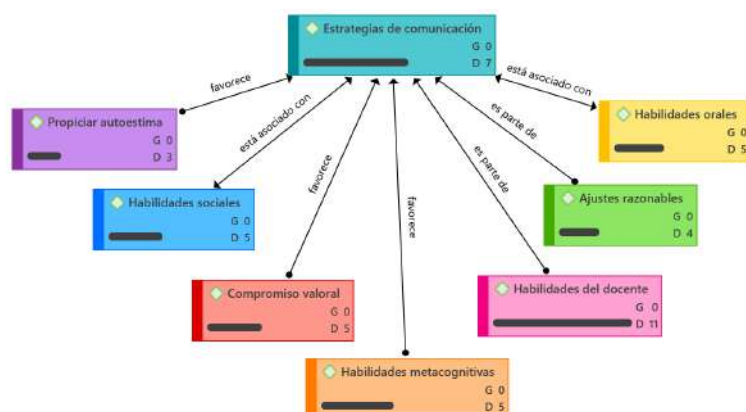 Estrategias de comunicación
G 0
D 7
favorece
está asociado con
Propiciar autoestima
G 0
D 3
está asociado con
Habilidades orales
G 0
D 5
favorece
es parte de
es parte de
favorece
Habilidades sociales
G 0
D 5
Ajustes razonables
G 0
D 4
Compromiso valoral
G 0
D 5
Habilidades del docente
G 0
D 11
Habilidades metacognitivas
G 0
D 5